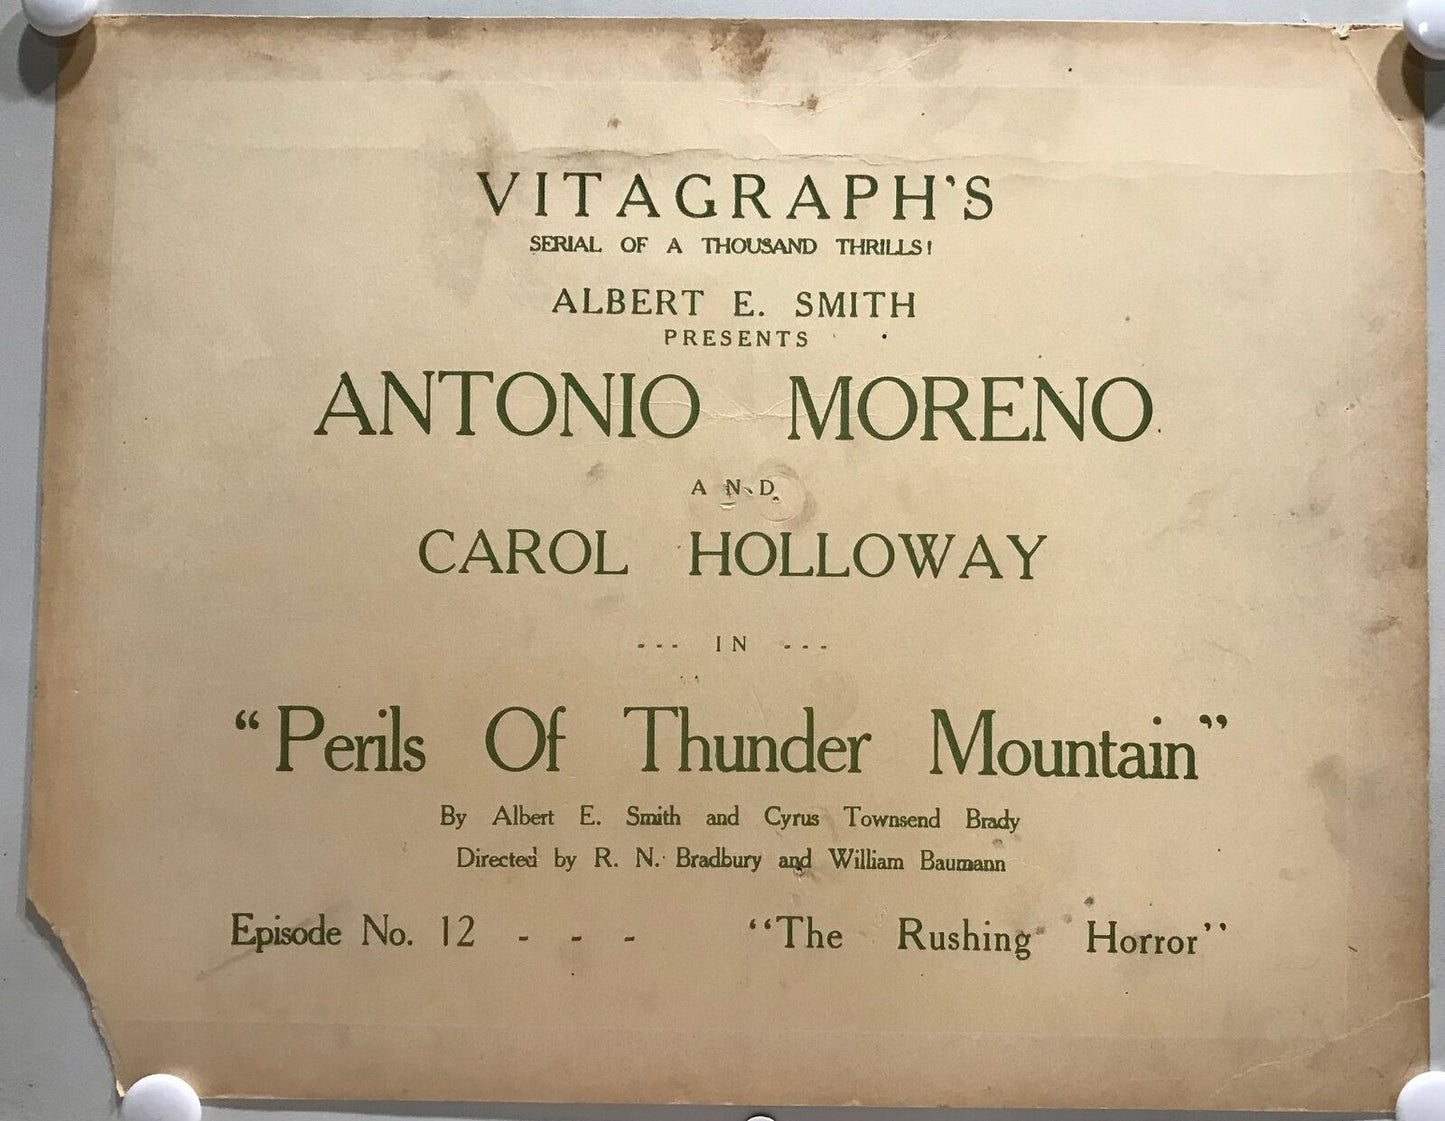 VITAGRAPH'S
SERIAL OF A THOUSAND THRILLS!
ALBERT E. SMITH
PRESENTS
ANTONIO MORENO
AND
CAROL HOLLOWAY
--- IN ---
“Perils Of Thunder Mountain”
By Albert E. Smith and Cyrus Townsend Brady
Directed by R. N. Bradbury and William Baumann
Episode No. 12 - - - “The Rushing Horror”